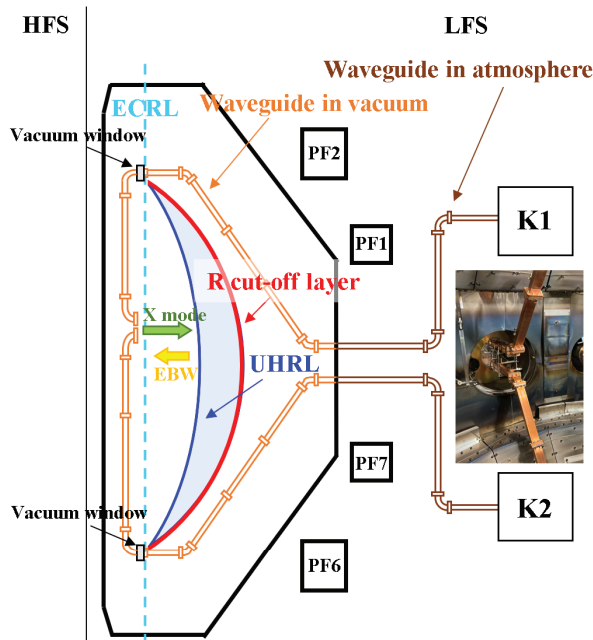 HFS
LFS
Waveguide in atmosphere
ECRL
Waveguide in vacuum
Vacuum window
PF2
K1
PF1
R cut-off layer
X mode
EBW
UHRL
PF7
K2
Vacuum window
PF6